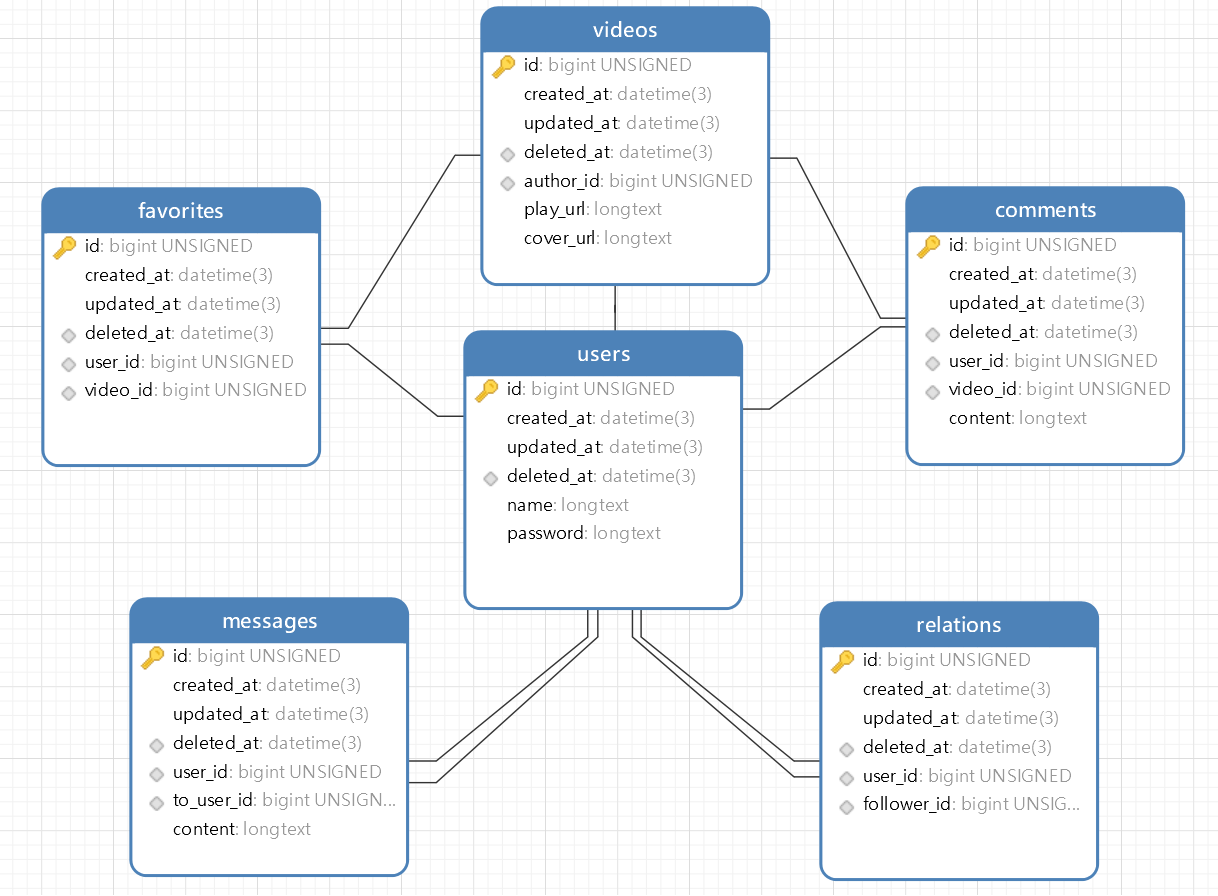 videos
id: bigint UNSIGNED
created_at: datetime(3)
updated_at: datetime(3)
deleted_at: datetime(3)
author_id: bigint UNSIGNED
play_url: longtext
cover_url: longtext
favorites
id: bigint UNSIGNED
created_at: datetime(3)
updated_at: datetime(3)
deleted_at: datetime(3)
user_id: bigint UNSIGNED
video_id: bigint UNSIGNED
comments
id: bigint UNSIGNED
created_at: datetime(3)
updated_at: datetime(3)
deleted_at: datetime(3)
user_id: bigint UNSIGNED
video_id: bigint UNSIGNED
content: longtext
users
id: bigint UNSIGNED
created_at: datetime(3)
updated_at: datetime(3)
deleted_at: datetime(3)
name: longtext
password: longtext
messages
id: bigint UNSIGNED
created_at: datetime(3)
updated_at: datetime(3)
deleted_at: datetime(3)
user_id: bigint UNSIGNED
to_user_id: bigint UNSIGN...
content: longtext
relations
id: bigint UNSIGNED
created_at: datetime(3)
updated_at: datetime(3)
deleted_at: datetime(3)
user_id: bigint UNSIGNED
follower_id: bigint UNSIG...